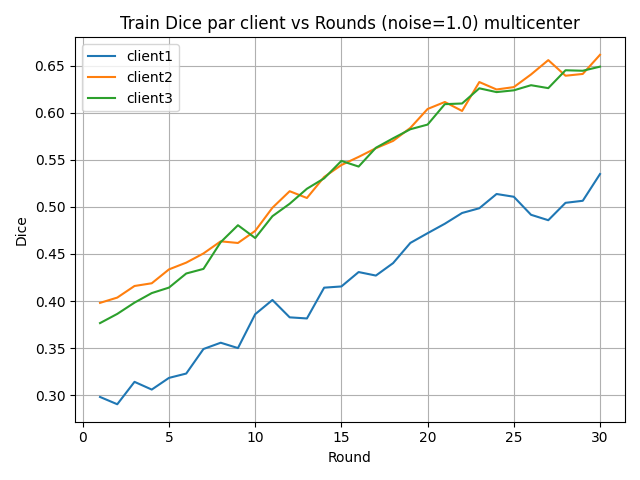 Train Dice par client vs Rounds (noise=1.0) multicenter
client1
client2
client3
Dice
0.65
0.60
0.55
0.50
0.45
0.40
0.35
0.30
0 5 10 15 20 25 30
Round